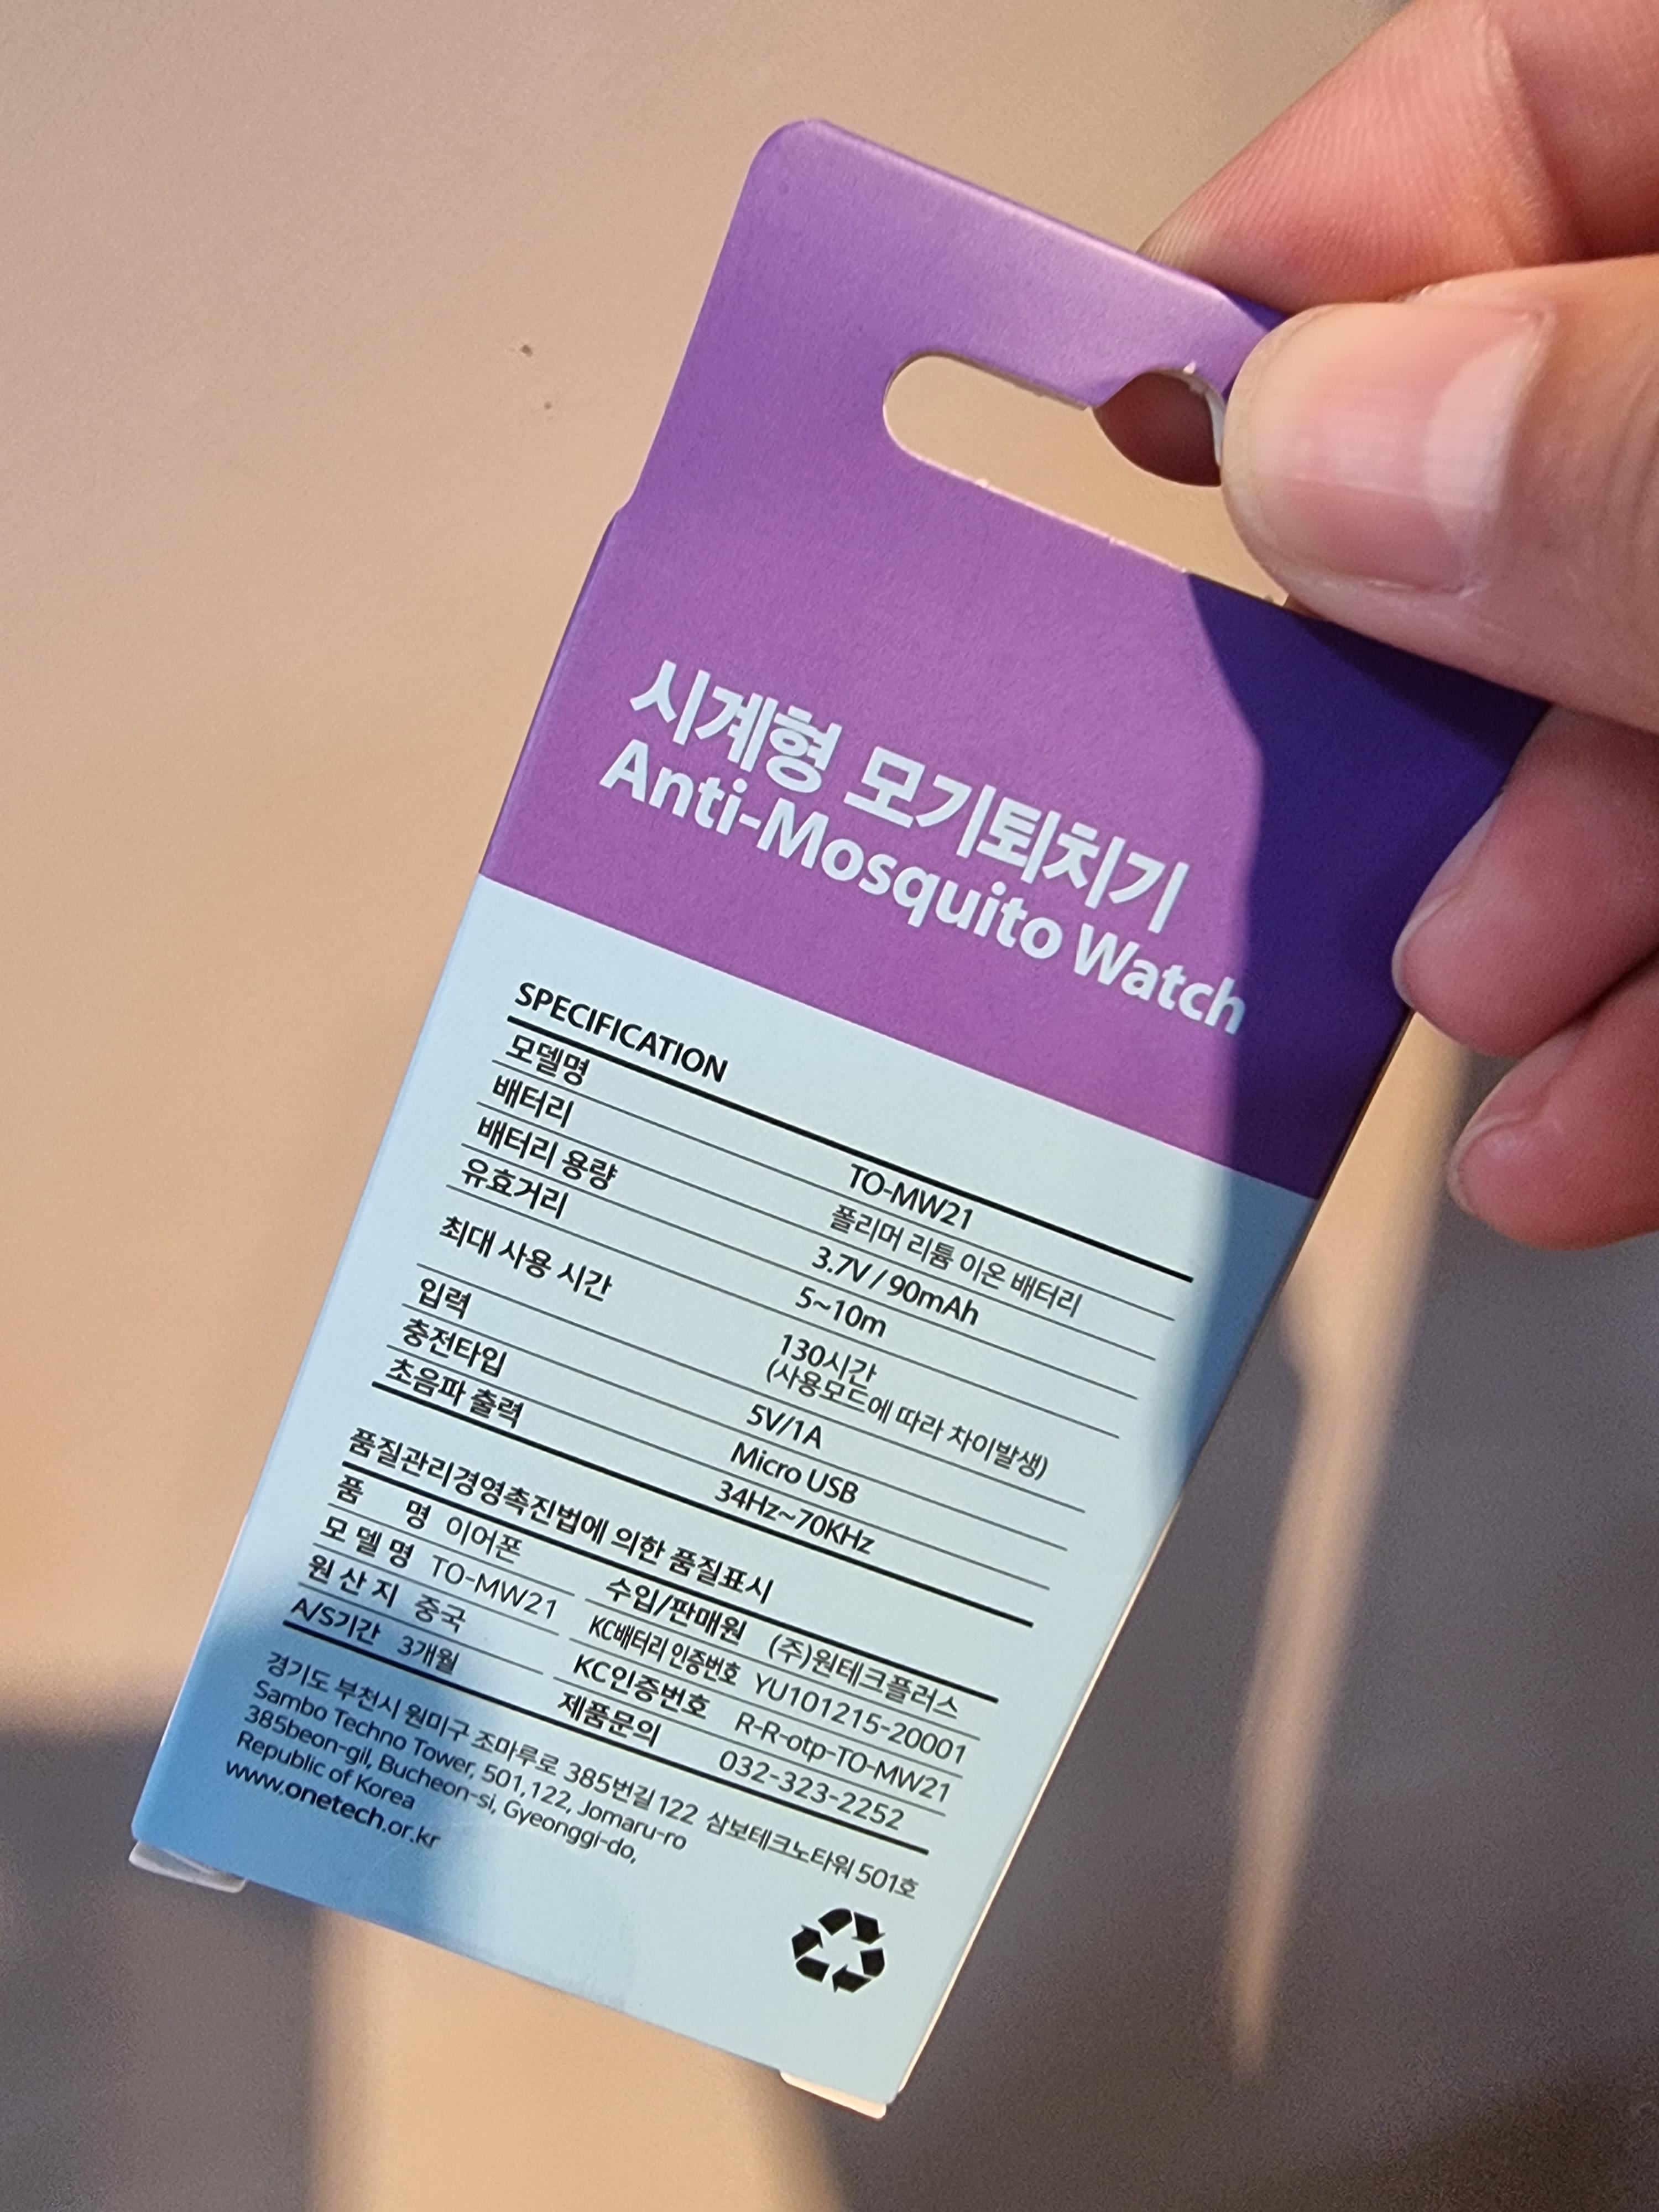 시계형 모기퇴치기
Anti-Mosquito Watch
SPECIFICATION
모델명 TO-MW21
배터리 폴리머 리튬 이온 배터리
배터리 용량 3.7V / 90mAh
유효거리 5~10m
최대 사용 시간 130시간
(사용모드에 따라 차이발생)
입력 5V/1A
충전타입 Micro USB
초음파 출력 34Hz~70KHz
품질관리경영촉진법에 의한 품질표시
품 명 이어폰 수입/판매원 (주)원테크플러스
모 델 명 TO-MW21 KC배터리 인증번호 YU101215-20001
원 산 지 중국 KC인증번호 R-R-otp-TO-MW21
A/S기간 3개월 제품문의 032-323-2252
경기도 부천시 원미구 조마루로 385번길 122 삼보테크노타워 501호
Sambo Techno Tower, 501,122, Jomaru-ro
385beon-gil, Bucheon-si, Gyeonggi-do,
Republic of Korea
www.onetech.or.kr